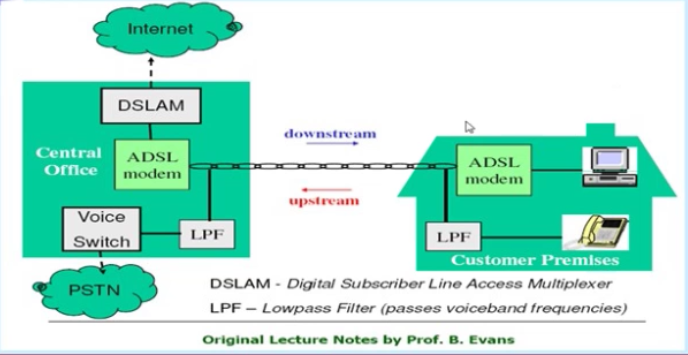 Internet
DSLAM
Central
Office
ADSL
modem
downstream
upstream
ADSL
modem
Voice
Switch
LPF
LPF
Customer Premises
PSTN
DSLAM - Digital Subscriber Line Access Multiplexer
LPF – Lowpass Filter (passes voiceband frequencies)
Original Lecture Notes by Prof. B. Evans